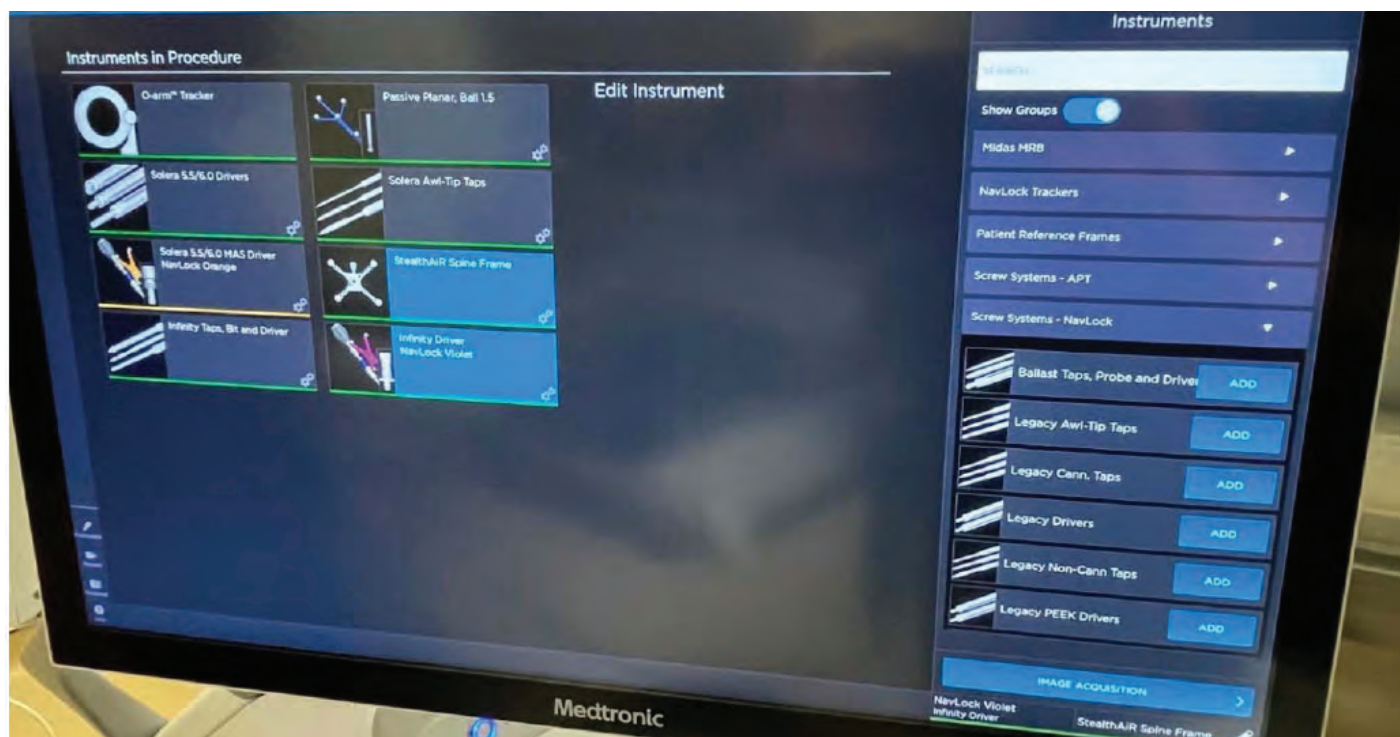 Instruments in Procedure
O-arm™ Tracker
Passive Planar, Ball 1.5
Solera 5.5/6.0 Drivers
Solera Awl-Tip Taps
Solera 5.5/6.0 MAS Driver
NavLock Orange
StealthAiR Spine Frame
Infinity Taps, Bit and Driver
Infinity Driver
NavLock Violet
Edit Instrument
Instruments
SEARCH
Show Groups
Midas MR8
NavLock Trackers
Patient Reference Frames
Screw Systems - APT
Screw Systems - NavLock
Ballast Taps, Probe and Driver
ADD
Legacy Awl-Tip Taps
ADD
Legacy Cann. Taps
ADD
Legacy Drivers
ADD
Legacy Non-Cann Taps
ADD
Legacy PEEK Drivers
ADD
IMAGE ACQUISITION
NavLock Violet
Infinity Driver
StealthAiR Spine Frame
Medtronic